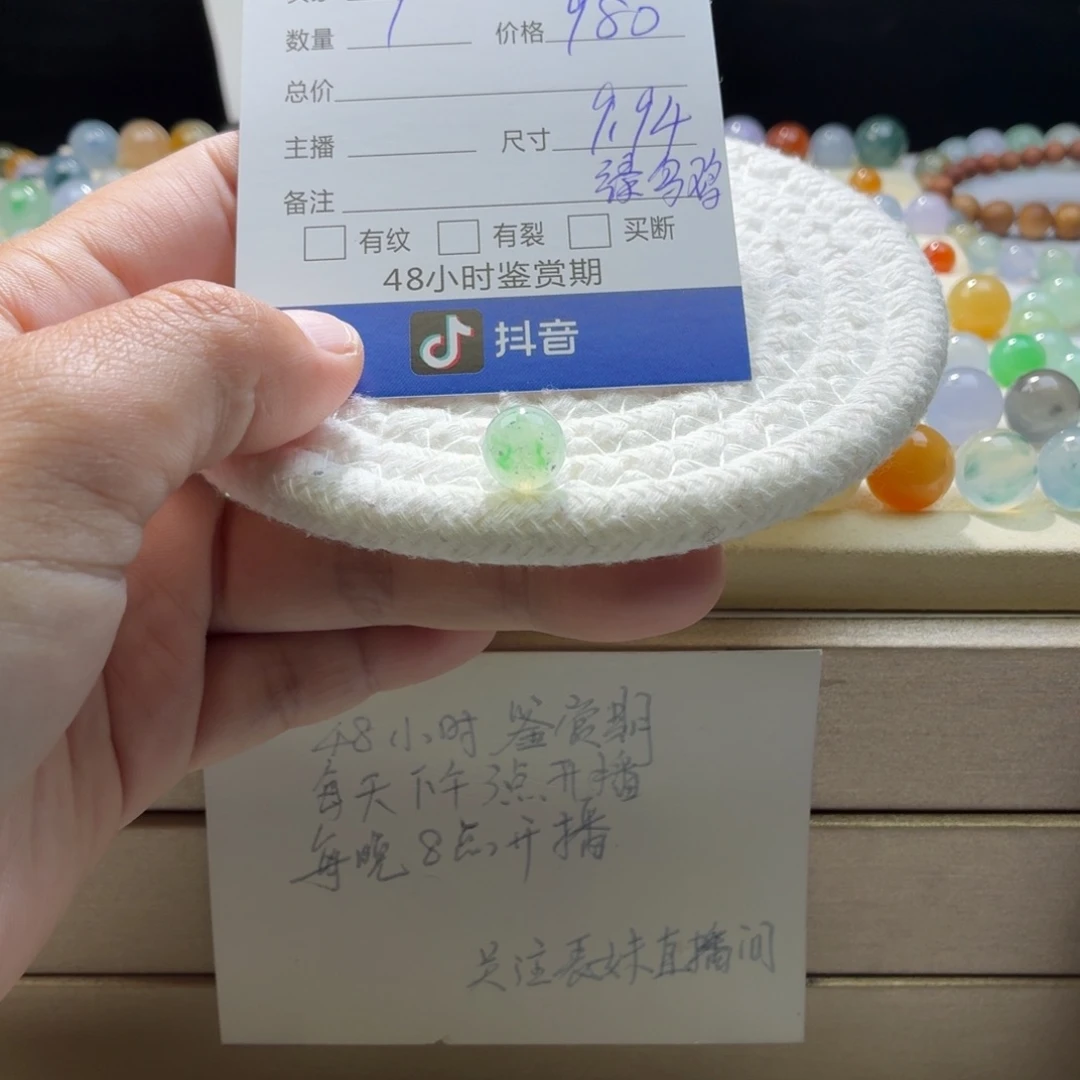 数量 1 价格 980
总价
主播 尺寸 9.94
绿乌鸡
备注
有纹 有裂 买断
48小时鉴赏期
抖音
48小时鉴赏期
每天下午3点开播
每晚8点开播
关注表妹直播间